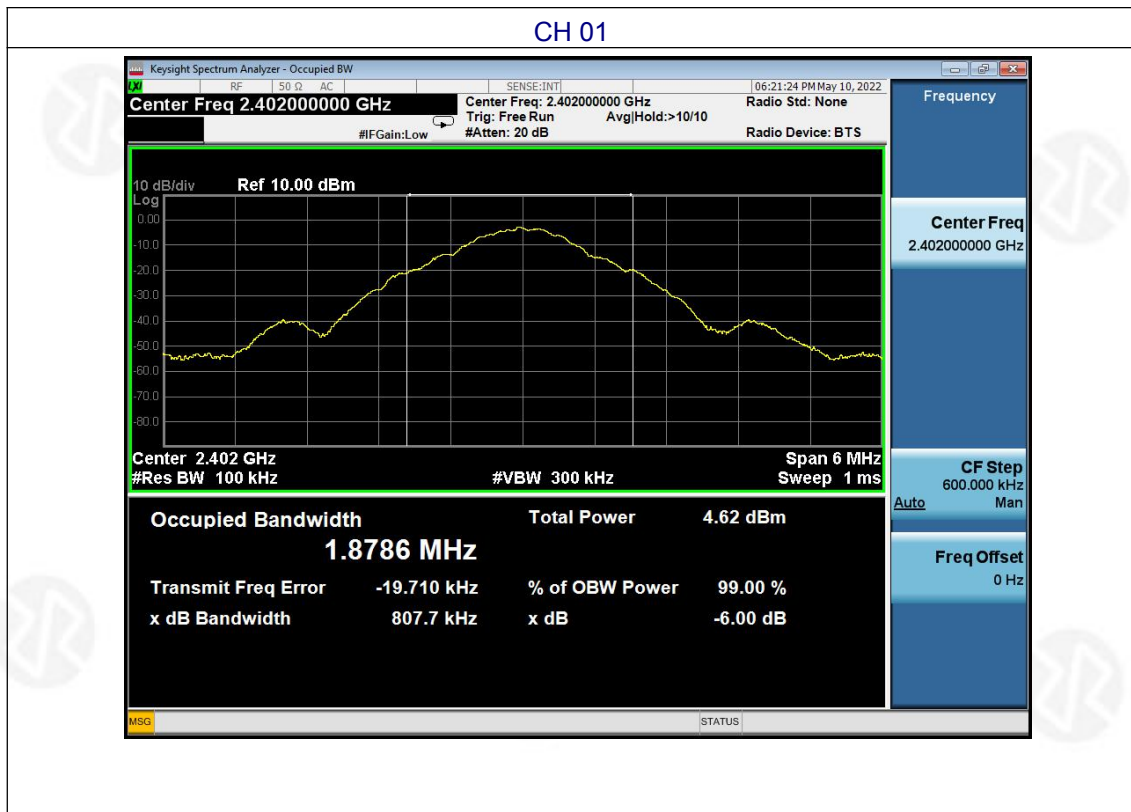 CH 01
Keysight Spectrum Analyzer - Occupied BW
LXI RF 50 Ω AC SENSE:INT 06:21:24 PM May 10, 2022
Center Freq 2.402000000 GHz Center Freq: 2.402000000 GHz Radio Std: None
Trig: Free Run Avg|Hold:>10/10
#IFGain:Low #Atten: 20 dB Radio Device: BTS
10 dB/div Ref 10.00 dBm
Log
0.00
-10.0
-20.0
-30.0
-40.0
-50.0
-60.0
-70.0
-80.0
Center 2.402 GHz Span 6 MHz
#Res BW 100 kHz #VBW 300 kHz Sweep 1 ms
Occupied Bandwidth Total Power 4.62 dBm
1.8786 MHz
Transmit Freq Error -19.710 kHz % of OBW Power 99.00 %
x dB Bandwidth 807.7 kHz x dB -6.00 dB
MSG STATUS
Frequency
Center Freq
2.402000000 GHz
CF Step
600.000 kHz
Auto Man
Freq Offset
0 Hz